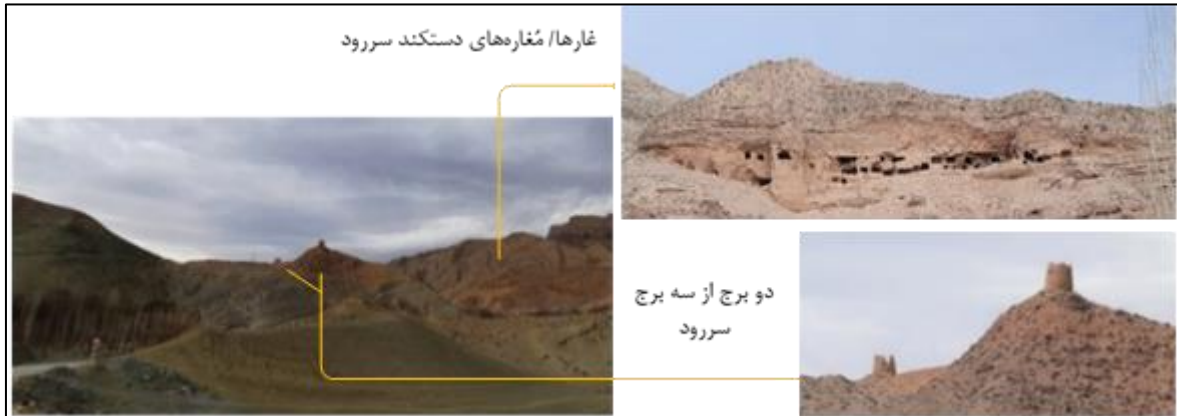 غارها/ مُغاره‌های دستکند سررود
دو برج از سه برج
سررود